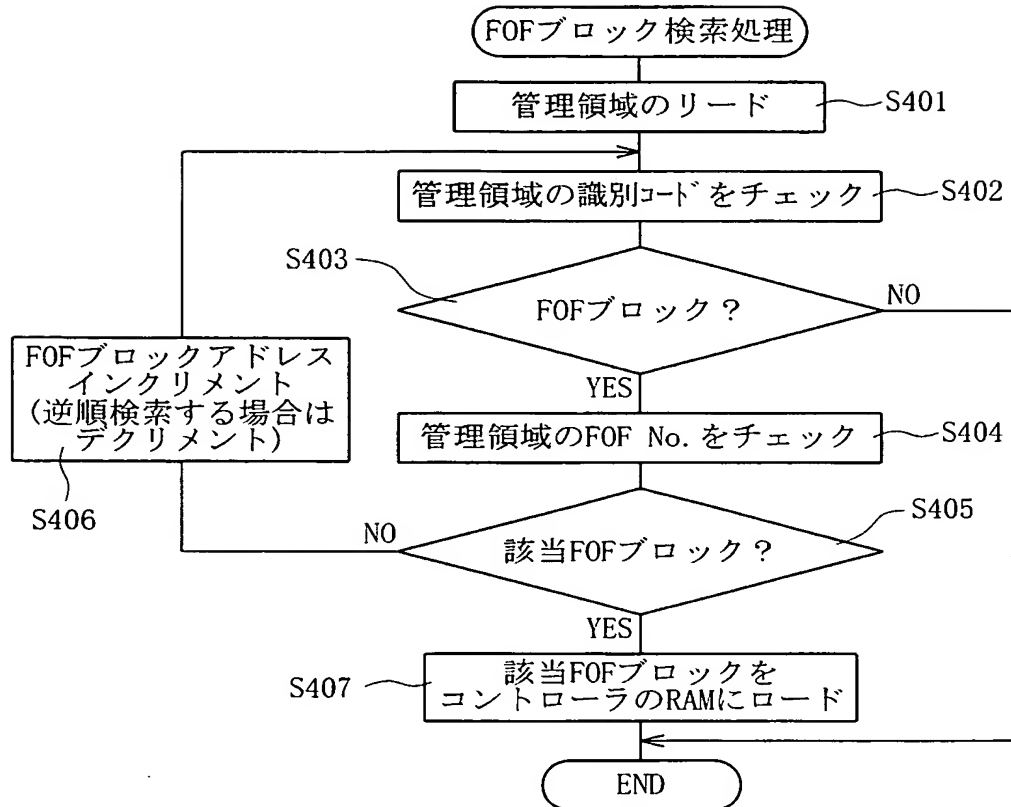 FOFブロック検索処理
管理領域のリード
S401
管理領域の識別ｺｰﾄﾞをチェック
S402
S403
FOFブロック？
NO
YES
FOFブロックアドレス
インクリメント
(逆順検索する場合は
デクリメント)
S406
管理領域のFOF No.をチェック
S404
S405
NO
該当FOFブロック？
YES
S407
該当FOFブロックを
コントローラのRAMにロード
END